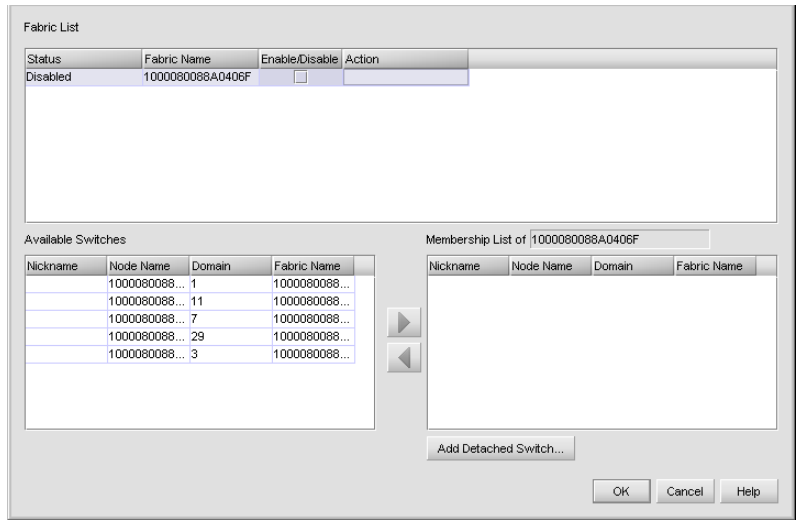 Fabric List
Status Fabric Name Enable/Disable Action
Disabled 1000080088A0406F
Available Switches
Nickname Node Name Domain Fabric Name
1000080088... 1 1000080088...
1000080088... 11 1000080088...
1000080088... 7 1000080088...
1000080088... 29 1000080088...
1000080088... 3 1000080088...
Membership List of 1000080088A0406F
Nickname Node Name Domain Fabric Name
Add Detached Switch...
OK Cancel Help